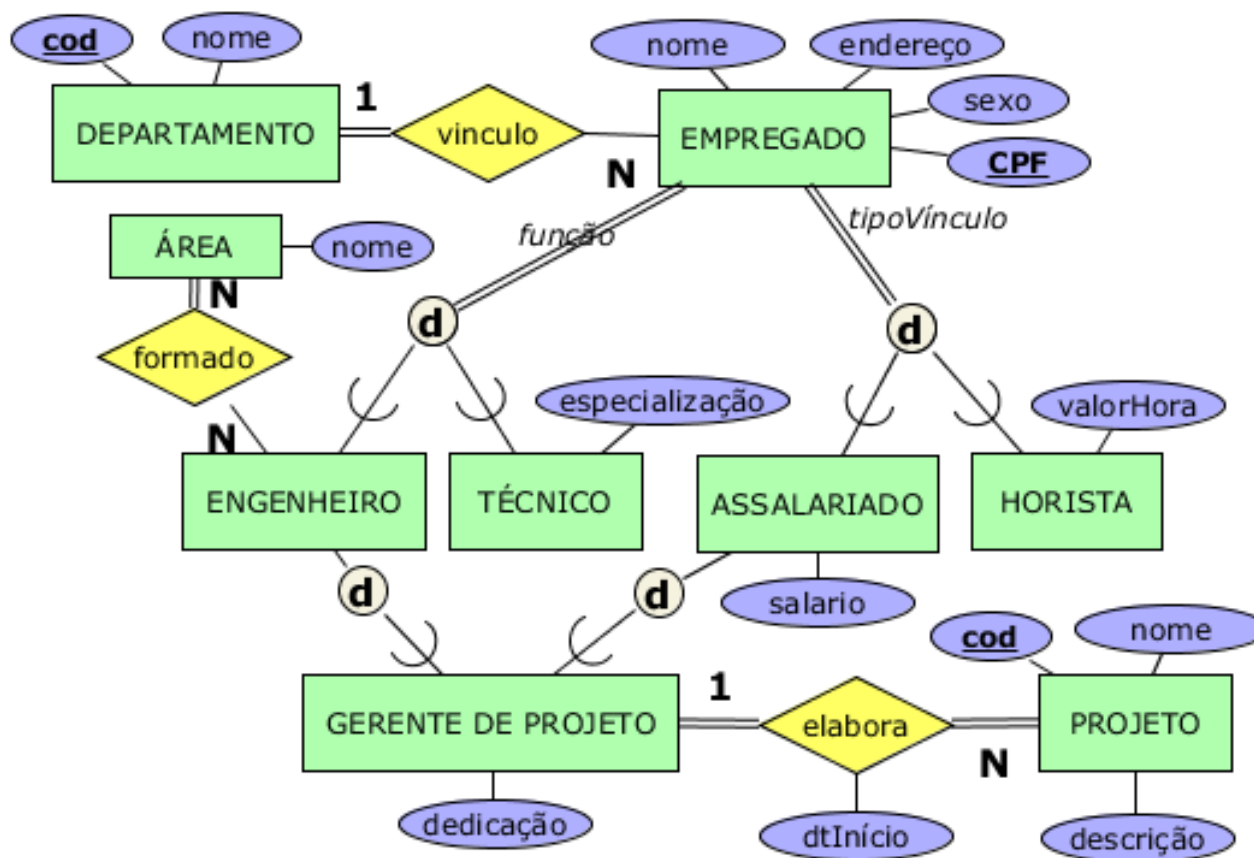 cod
nome
nome
endereço
sexo
CPF
DEPARTAMENTO
1
vinculo
N
EMPREGADO
ÁREA
nome
função
tipoVínculo
N
formado
N
d
d
especialização
valorHora
ENGENHEIRO
TÉCNICO
ASSALARIADO
HORISTA
d
d
salario
cod
nome
GERENTE DE PROJETO
1
elabora
N
PROJETO
dedicação
dtInício
descrição